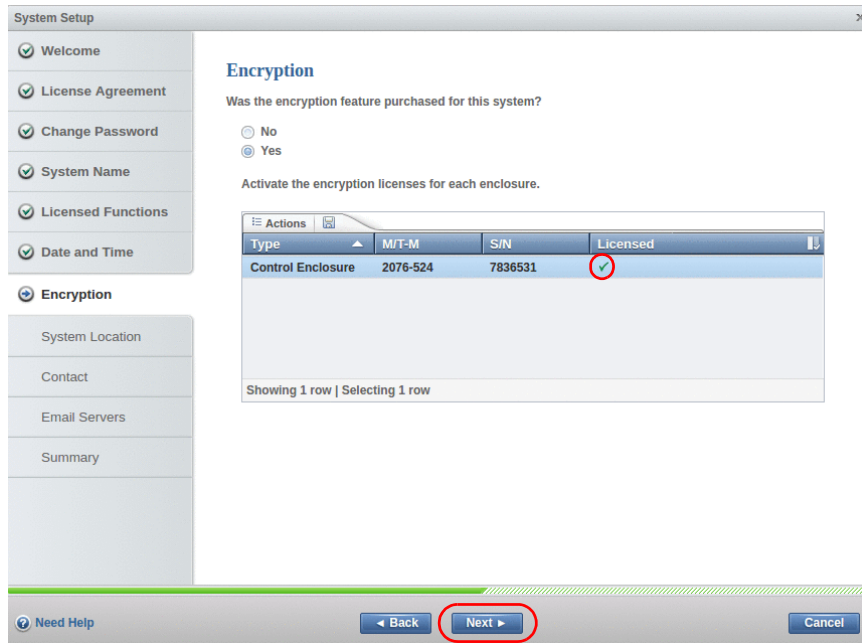 System Setup
Welcome
License Agreement
Change Password
System Name
Licensed Functions
Date and Time
Encryption
System Location
Contact
Email Servers
Summary
Encryption
Was the encryption feature purchased for this system?
No
Yes
Activate the encryption licenses for each enclosure.
Actions
Type M/T-M S/N Licensed
Control Enclosure 2076-524 7836531
Showing 1 row | Selecting 1 row
Need Help
Back
Next
Cancel